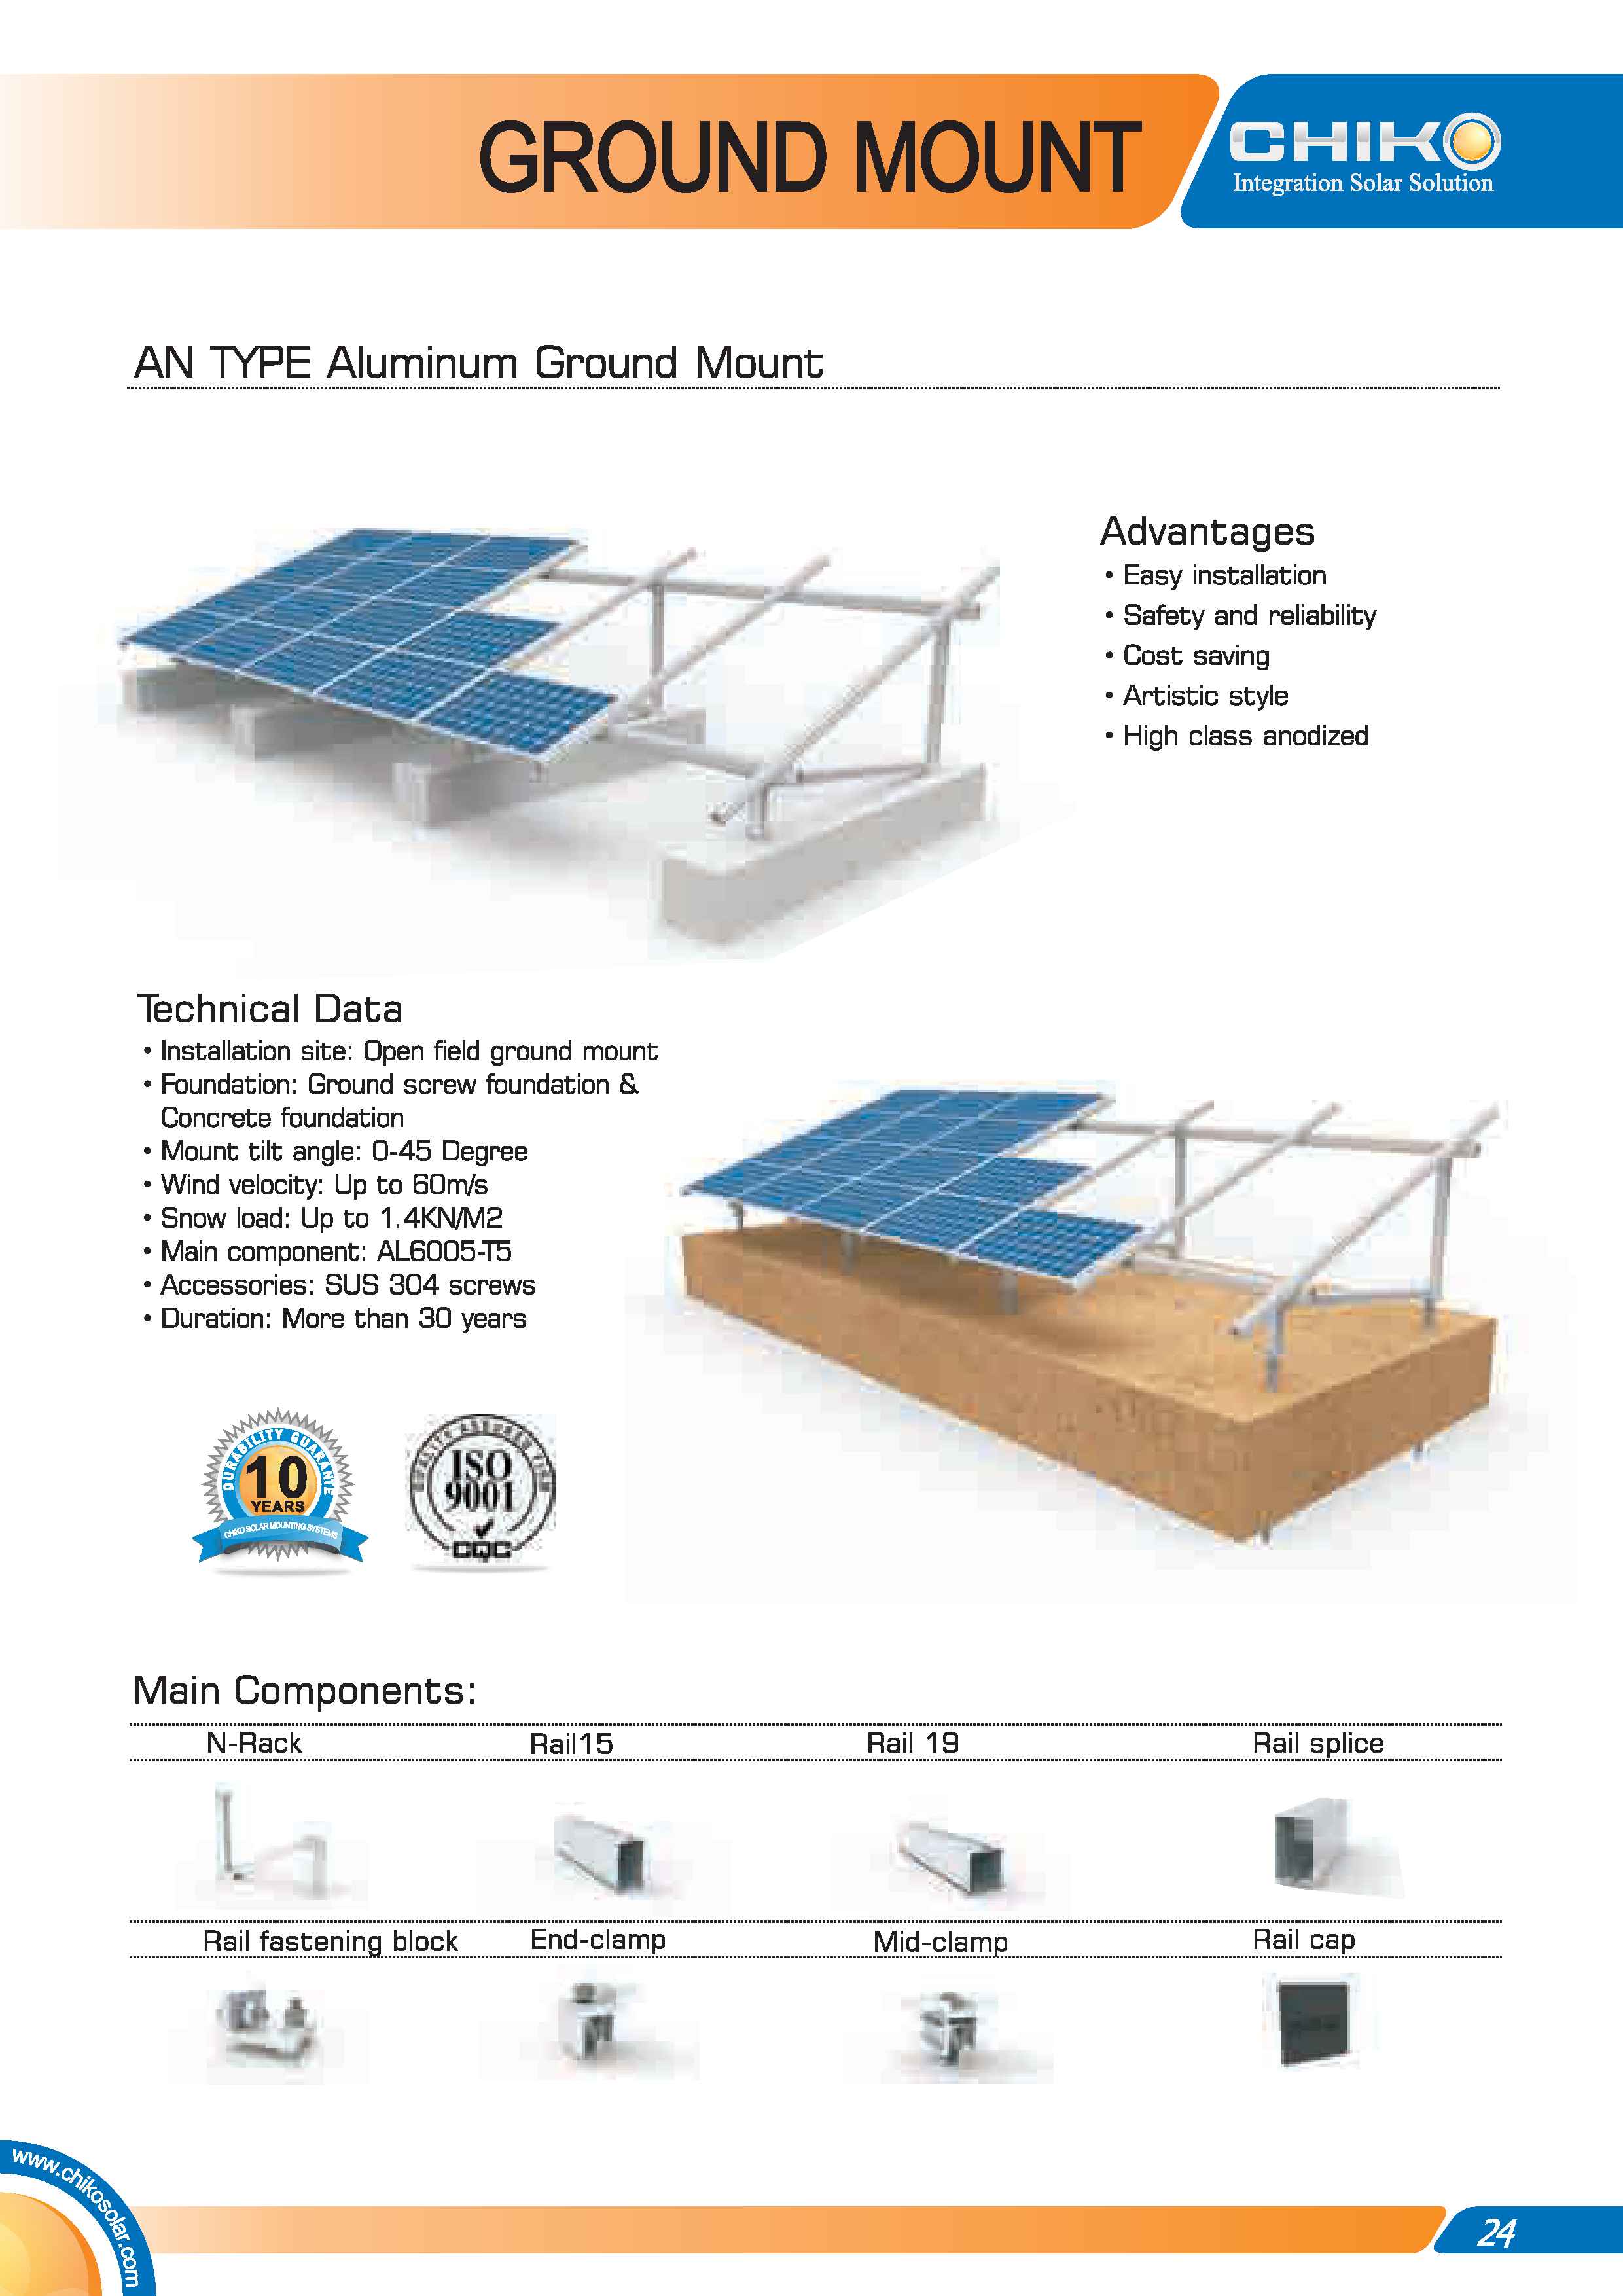 GROUND MOUNT
CHIKO
Integration Solar Solution
AN TYPE Aluminum Ground Mount
Advantages
• Easy installation
• Safety and reliability
• Cost saving
• Artistic style
• High class anodized
Technical Data
• Installation site: Open field ground mount
• Foundation: Ground screw foundation &
Concrete foundation
• Mount tilt angle: 0-45 Degree
• Wind velocity: Up to 60m/s
• Snow load: Up to 1.4KN/M2
• Main component: AL6005-T5
• Accessories: SUS 304 screws
• Duration: More than 30 years
DURABILITY GUARANTE
10
YEARS
CHIKO SOLAR MOUNTING SYSTEMS
QUALITY ASSURED FIRM
ISO
9001
CQC
Main Components:
N-Rack Rail15 Rail 19 Rail splice
Rail fastening block End-clamp Mid-clamp Rail cap
www.chikosolar.com
24